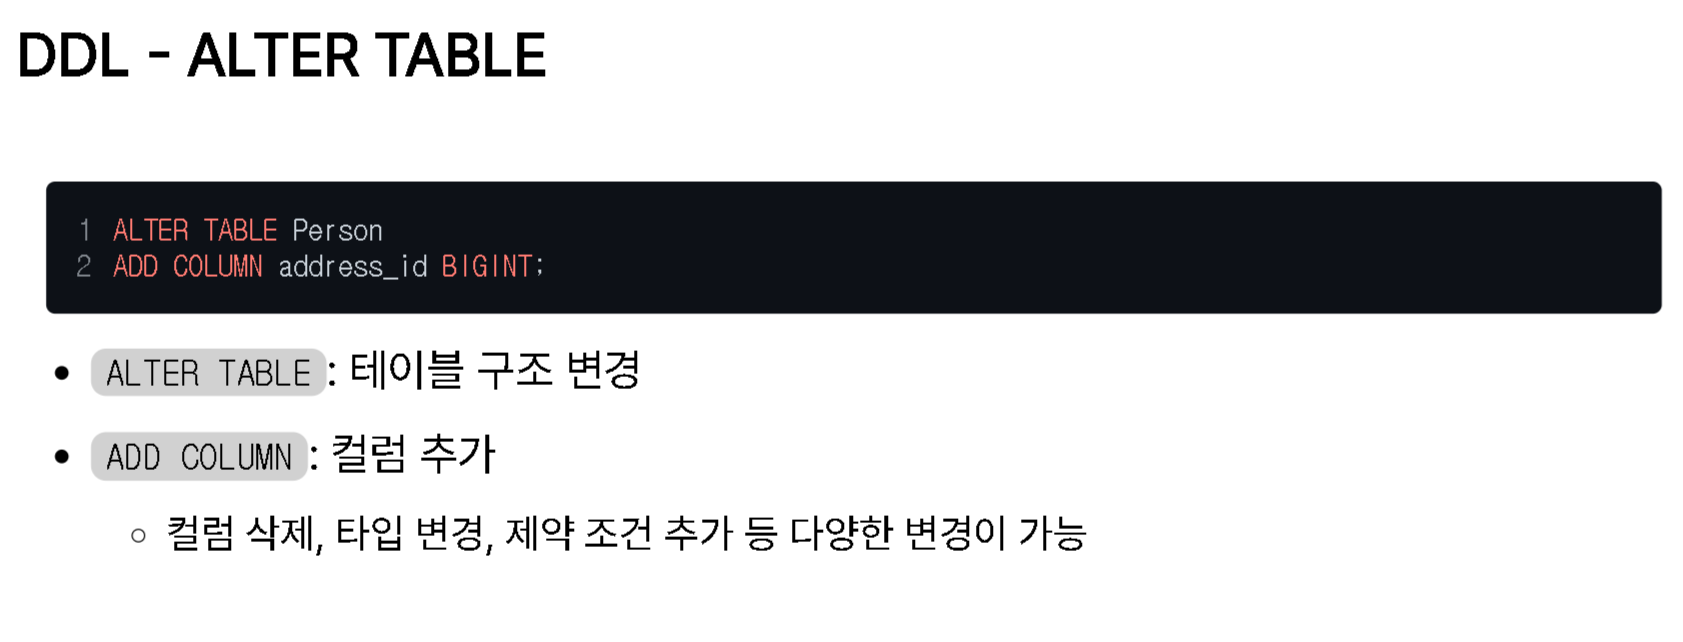 DDL - ALTER TABLE
1 ALTER TABLE Person
2 ADD COLUMN address_id BIGINT;
• ALTER TABLE : 테이블 구조 변경
• ADD COLUMN : 컬럼 추가
◦ 컬럼 삭제, 타입 변경, 제약 조건 추가 등 다양한 변경이 가능